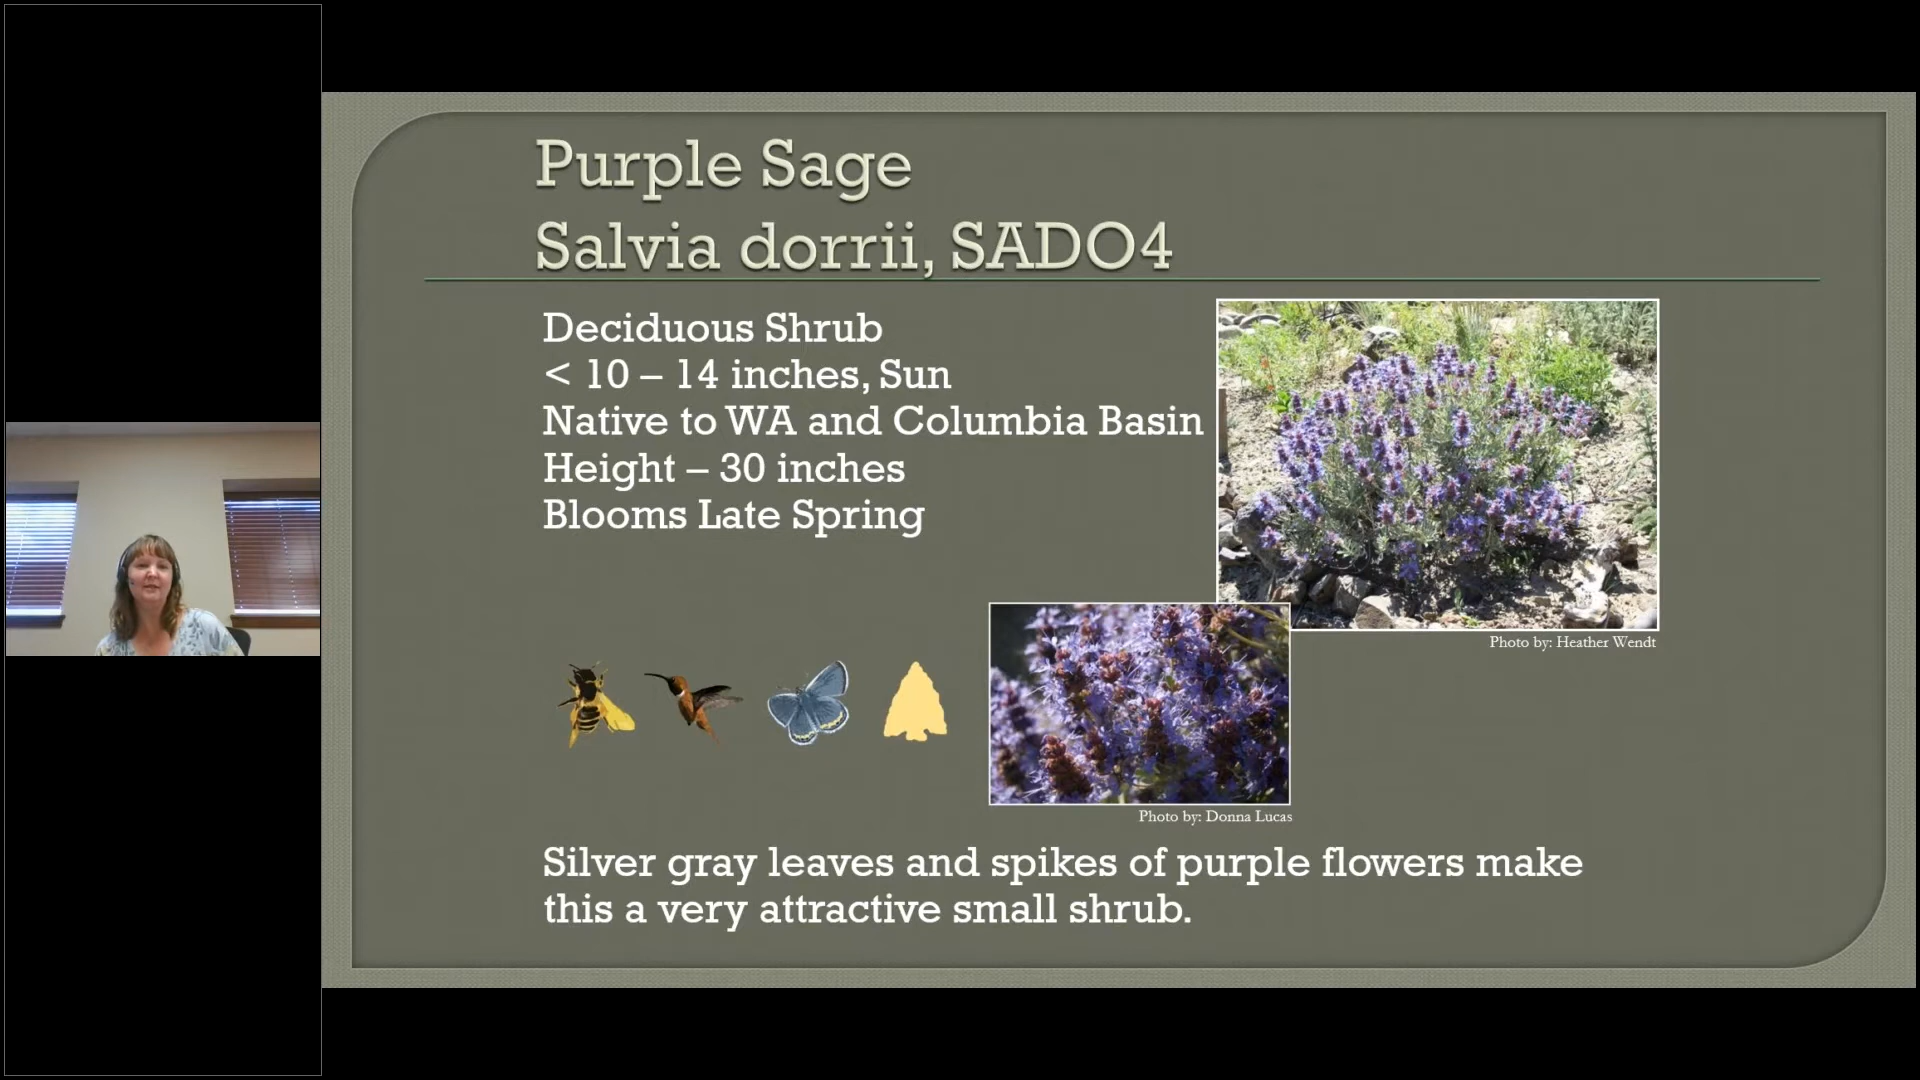 Purple Sage
Salvia dorrii, SADO4
Deciduous Shrub
< 10 – 14 inches, Sun
Native to WA and Columbia Basin
Height – 30 inches
Blooms Late Spring
Photo by: Heather Wendt
Photo by: Donna Lucas
Silver gray leaves and spikes of purple flowers make
this a very attractive small shrub.